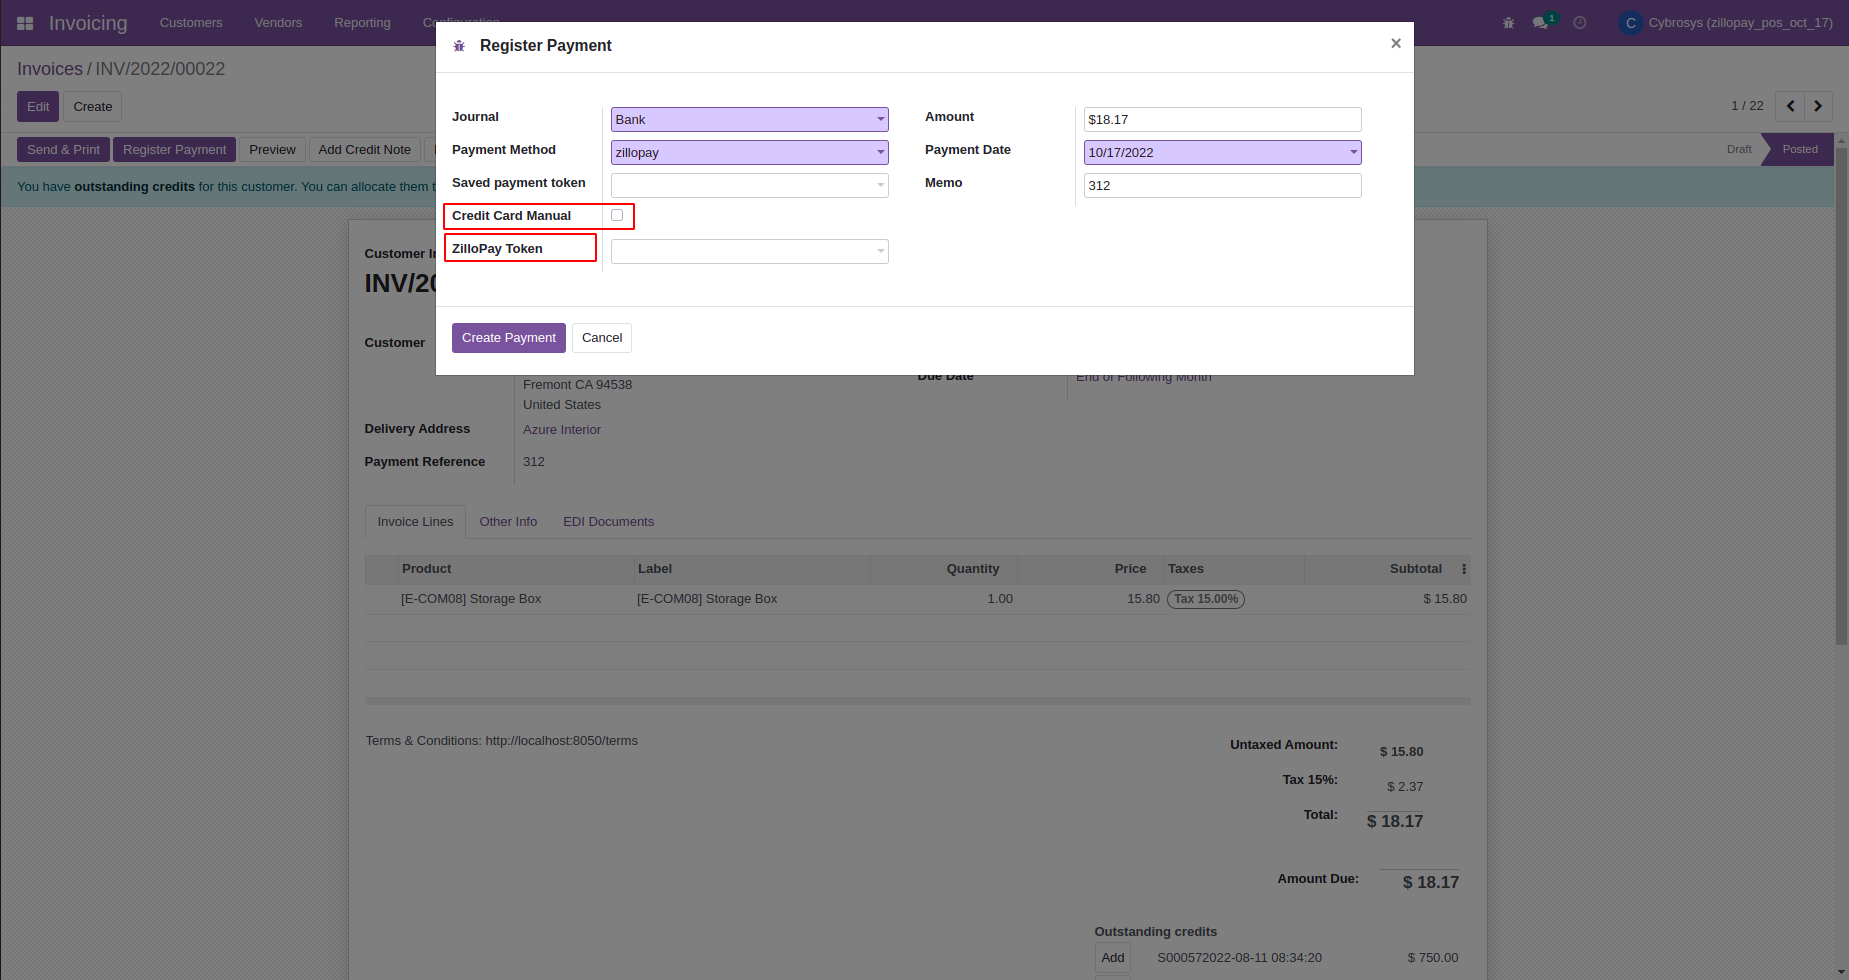 Invoicing
Customers
Vendors
Reporting
Configuration
1
C
Cybrosys (zillopay_pos_oct_17)
Invoices / INV/2022/00022
Edit
Create
1 / 22
Send & Print
Register Payment
Preview
Add Credit Note
Draft
Posted
You have outstanding credits for this customer. You can allocate them
Register Payment
×
Journal
Bank
Amount
$18.17
Payment Method
zillopay
Payment Date
10/17/2022
Saved payment token
Memo
312
Credit Card Manual
ZilloPay Token
Create Payment
Cancel
Customer
INV/20
Customer
Fremont CA 94538
United States
Due Date
End of Following Month
Delivery Address
Azure Interior
Payment Reference
312
Invoice Lines
Other Info
EDI Documents
Product
Label
Quantity
Price
Taxes
Subtotal
[E-COM08] Storage Box
[E-COM08] Storage Box
1.00
15.80
Tax 15.00%
$ 15.80
Terms & Conditions: http://localhost:8050/terms
Untaxed Amount:
$ 15.80
Tax 15%:
$ 2.37
Total:
$ 18.17
Amount Due:
$ 18.17
Outstanding credits
Add
S000572022-08-11 08:34:20
$ 750.00